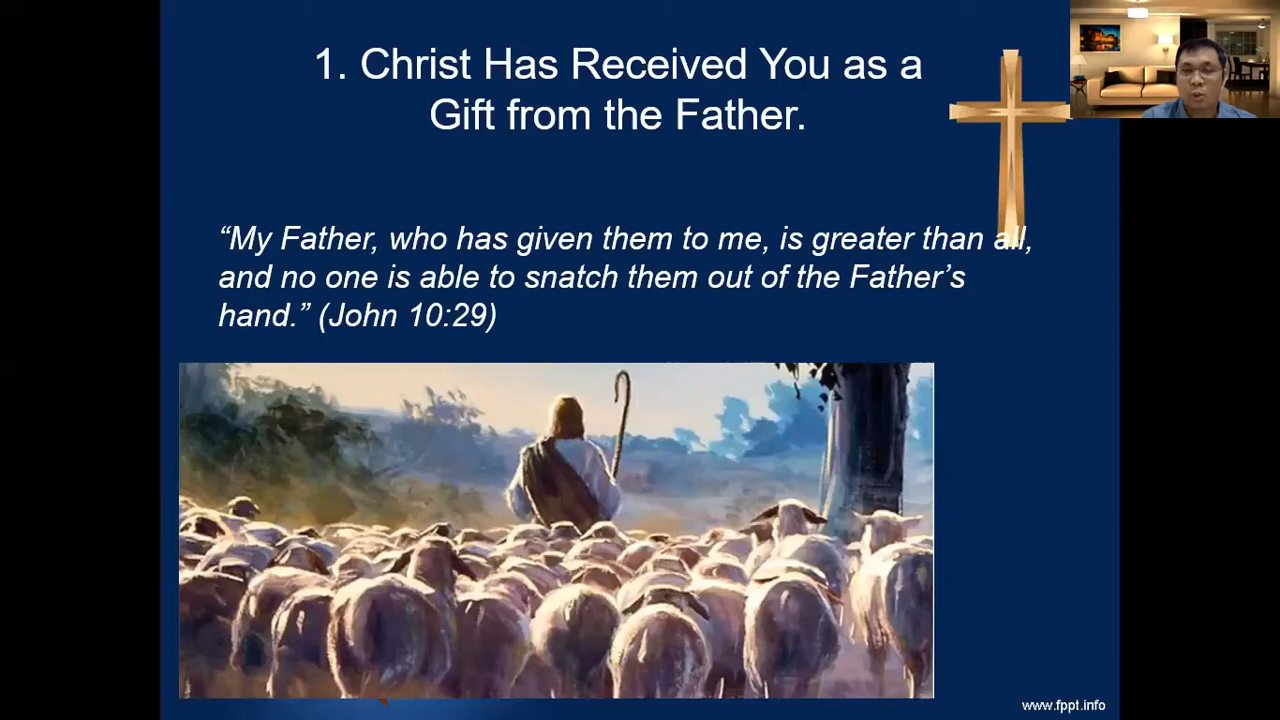 1. Christ Has Received You as a
Gift from the Father.
“My Father, who has given them to me, is greater than all,
and no one is able to snatch them out of the Father’s
hand.” (John 10:29)
www.fppt.info